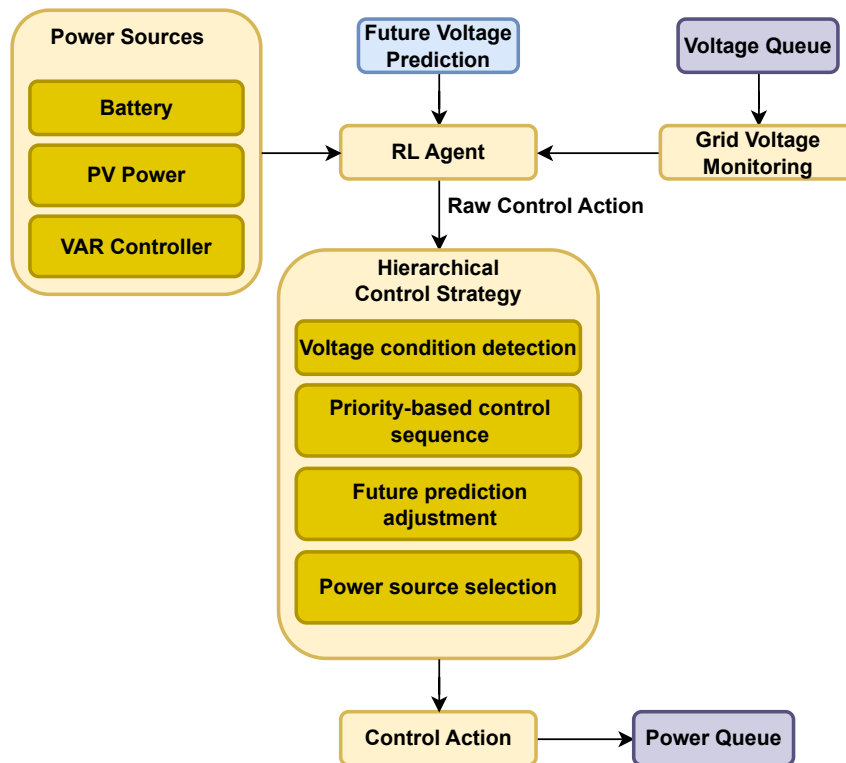 Power Sources
Battery
PV Power
VAR Controller
Future Voltage
Prediction
Voltage Queue
RL Agent
Grid Voltage
Monitoring
Raw Control Action
Hierarchical
Control Strategy
Voltage condition detection
Priority-based control
sequence
Future prediction
adjustment
Power source selection
Control Action
Power Queue